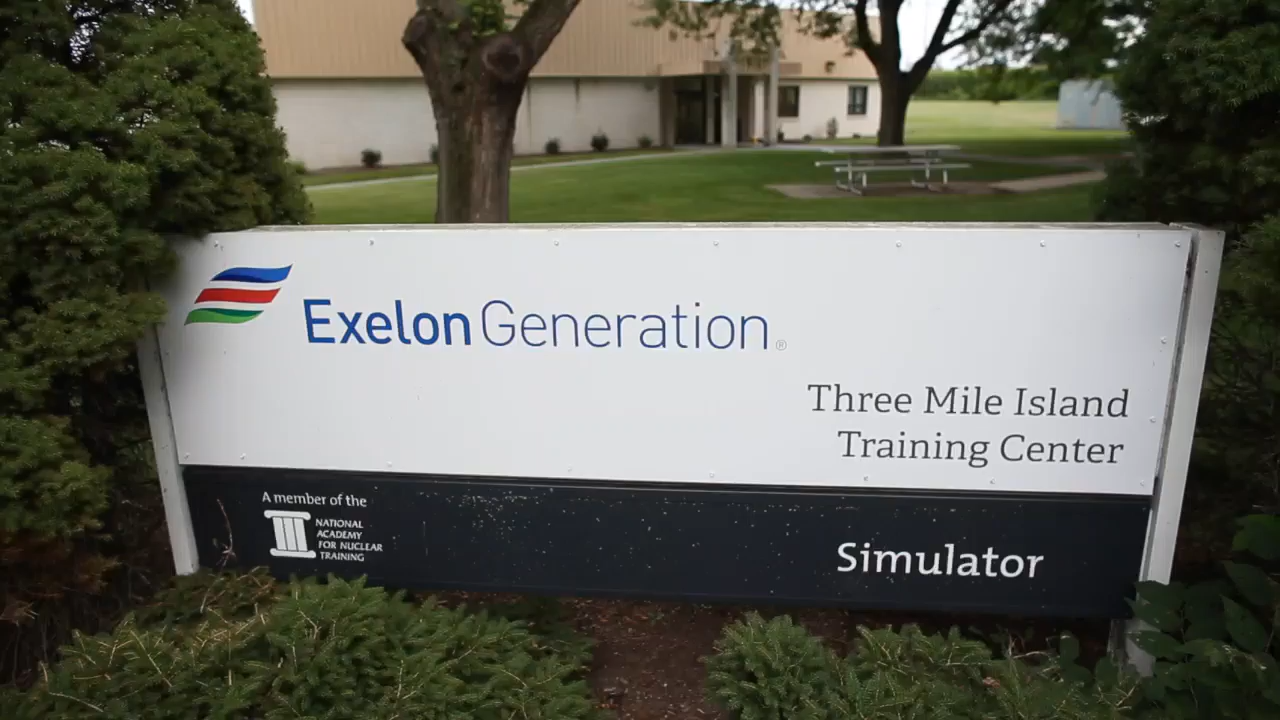 Exelon Generation®
Three Mile Island
Training Center
A member of the
NATIONAL
ACADEMY
FOR NUCLEAR
TRAINING
Simulator